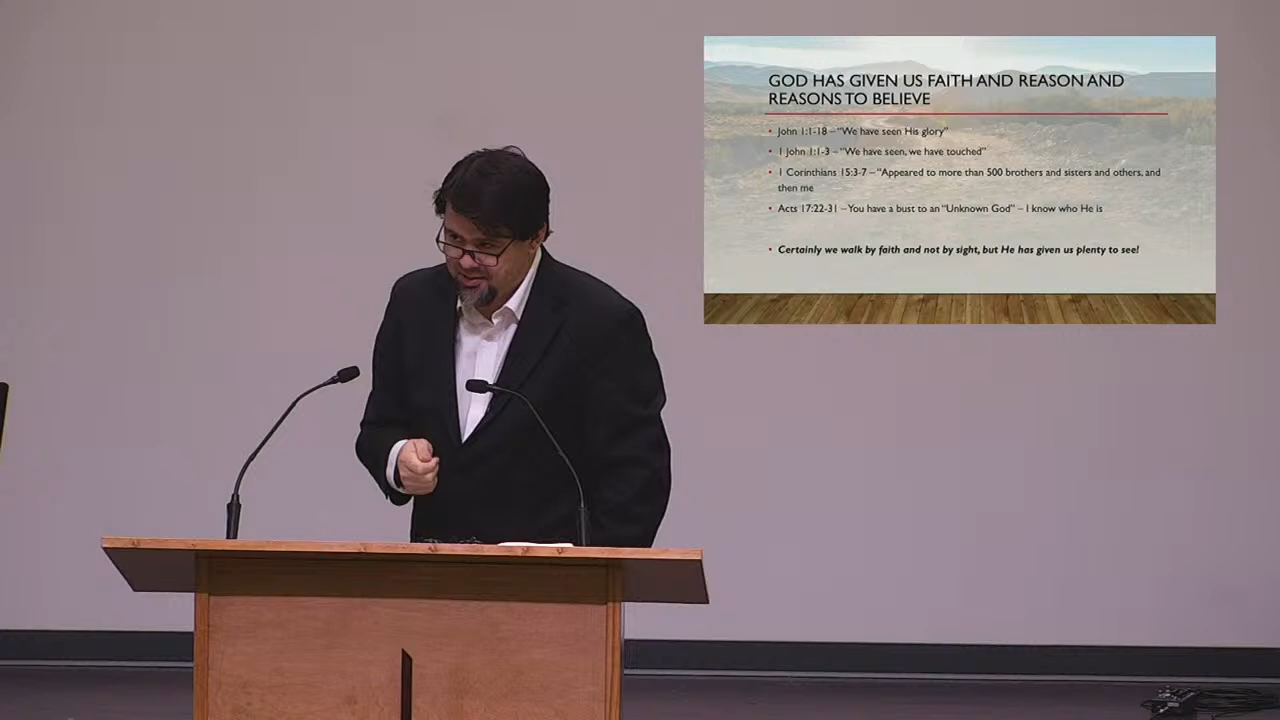 GOD HAS GIVEN US FAITH AND REASON AND
REASONS TO BELIEVE
• John 1:1-18 – “We have seen His glory”
• 1 John 1:1-3 – “We have seen, we have touched”
• 1 Corinthians 15:3-7 – “Appeared to more than 500 brothers and sisters and others, and
then me
• Acts 17:22-31 – You have a bust to an “Unknown God” – I know who He is
• Certainly we walk by faith and not by sight, but He has given us plenty to see!